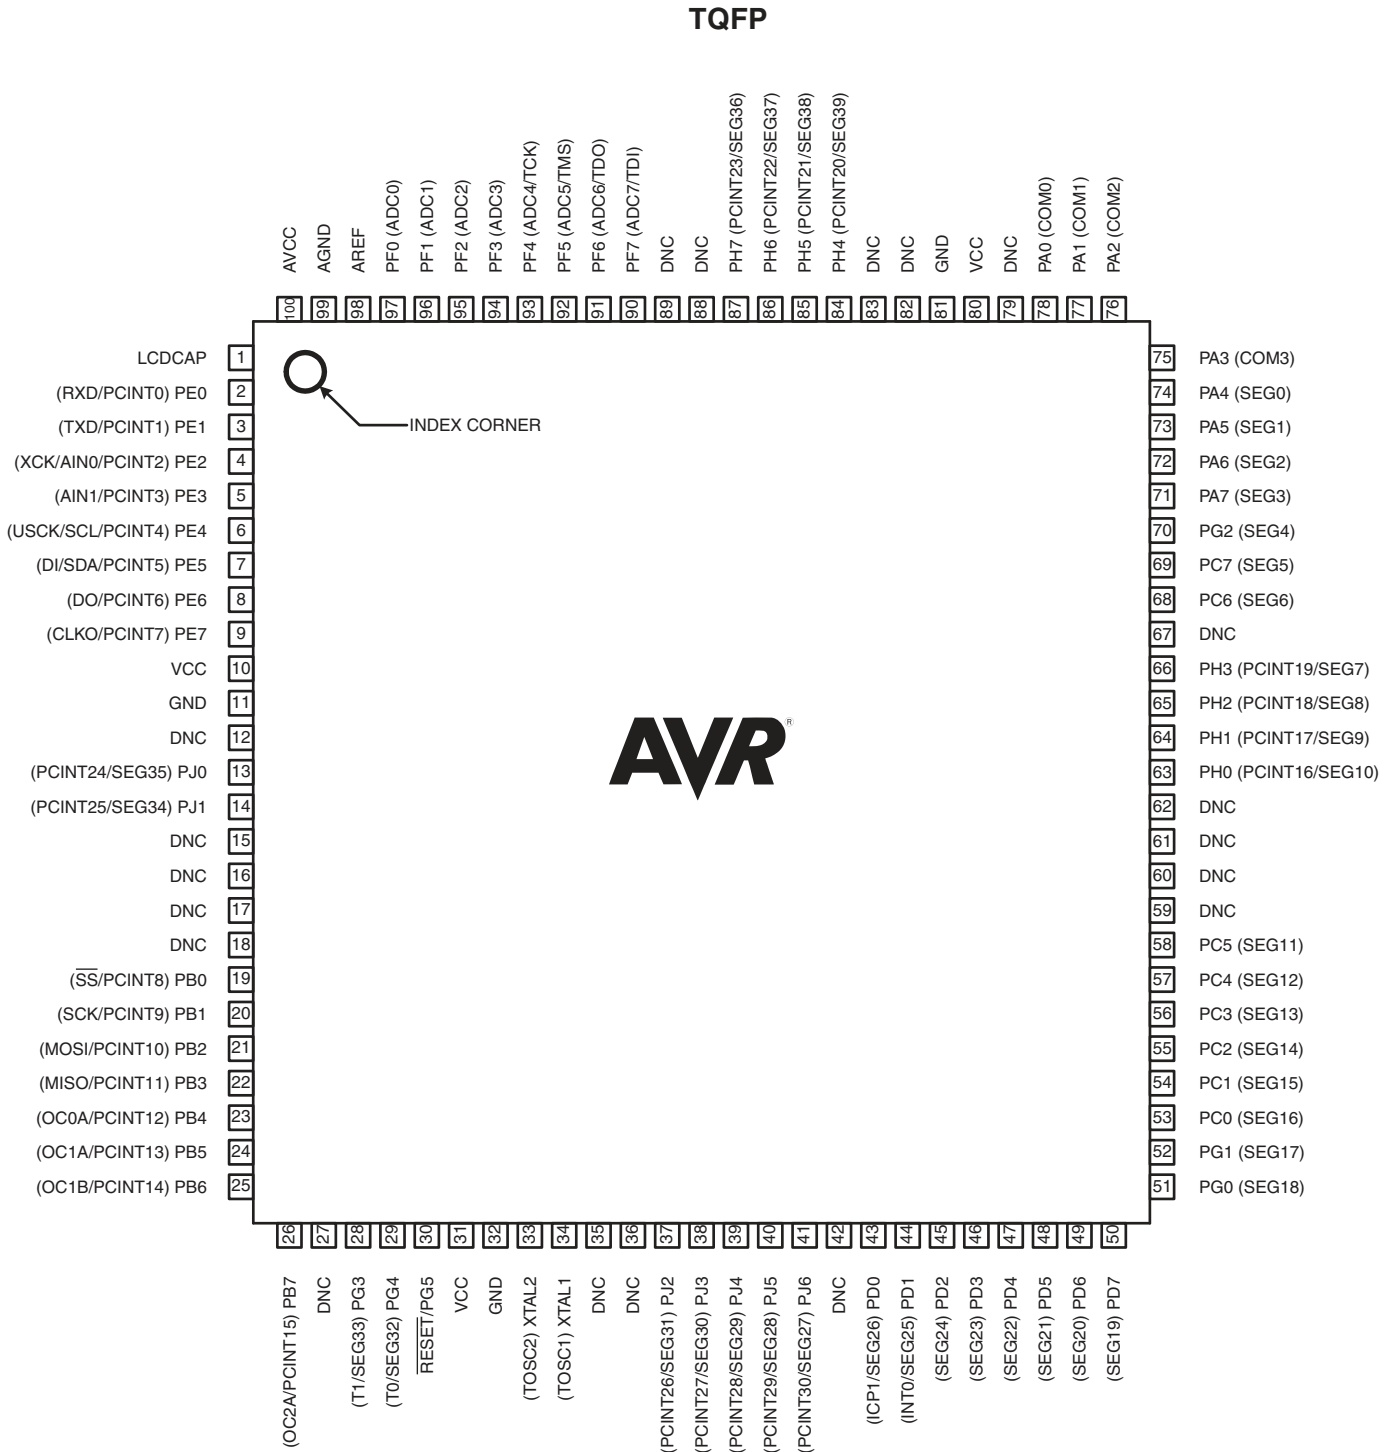 TQFP
AVCC
AGND
AREF
PF0 (ADC0)
PF1 (ADC1)
PF2 (ADC2)
PF3 (ADC3)
PF4 (ADC4/TCK)
PF5 (ADC5/TMS)
PF6 (ADC6/TDO)
PF7 (ADC7/TDI)
DNC
DNC
PH7 (PCINT23/SEG36)
PH6 (PCINT22/SEG37)
PH5 (PCINT21/SEG38)
PH4 (PCINT20/SEG39)
DNC
DNC
GND
VCC
DNC
PA0 (COM0)
PA1 (COM1)
PA2 (COM2)
100
99
98
97
96
95
94
93
92
91
90
89
88
87
86
85
84
83
82
81
80
79
78
77
76
LCDCAP 1
(RXD/PCINT0) PE0 2
(TXD/PCINT1) PE1 3
(XCK/AIN0/PCINT2) PE2 4
(AIN1/PCINT3) PE3 5
(USCK/SCL/PCINT4) PE4 6
(DI/SDA/PCINT5) PE5 7
(DO/PCINT6) PE6 8
(CLKO/PCINT7) PE7 9
VCC 10
GND 11
DNC 12
(PCINT24/SEG35) PJ0 13
(PCINT25/SEG34) PJ1 14
DNC 15
DNC 16
DNC 17
DNC 18
(SS/PCINT8) PB0 19
(SCK/PCINT9) PB1 20
(MOSI/PCINT10) PB2 21
(MISO/PCINT11) PB3 22
(OC0A/PCINT12) PB4 23
(OC1A/PCINT13) PB5 24
(OC1B/PCINT14) PB6 25
INDEX CORNER
AVR®
75 PA3 (COM3)
74 PA4 (SEG0)
73 PA5 (SEG1)
72 PA6 (SEG2)
71 PA7 (SEG3)
70 PG2 (SEG4)
69 PC7 (SEG5)
68 PC6 (SEG6)
67 DNC
66 PH3 (PCINT19/SEG7)
65 PH2 (PCINT18/SEG8)
64 PH1 (PCINT17/SEG9)
63 PH0 (PCINT16/SEG10)
62 DNC
61 DNC
60 DNC
59 DNC
58 PC5 (SEG11)
57 PC4 (SEG12)
56 PC3 (SEG13)
55 PC2 (SEG14)
54 PC1 (SEG15)
53 PC0 (SEG16)
52 PG1 (SEG17)
51 PG0 (SEG18)
26
27
28
29
30
31
32
33
34
35
36
37
38
39
40
41
42
43
44
45
46
47
48
49
50
(OC2A/PCINT15) PB7
DNC
(T1/SEG33) PG3
(T0/SEG32) PG4
RESET/PG5
VCC
GND
(TOSC2) XTAL2
(TOSC1) XTAL1
DNC
DNC
(PCINT26/SEG31) PJ2
(PCINT27/SEG30) PJ3
(PCINT28/SEG29) PJ4
(PCINT29/SEG28) PJ5
(PCINT30/SEG27) PJ6
DNC
(ICP1/SEG26) PD0
(INT0/SEG25) PD1
(SEG24) PD2
(SEG23) PD3
(SEG22) PD4
(SEG21) PD5
(SEG20) PD6
(SEG19) PD7